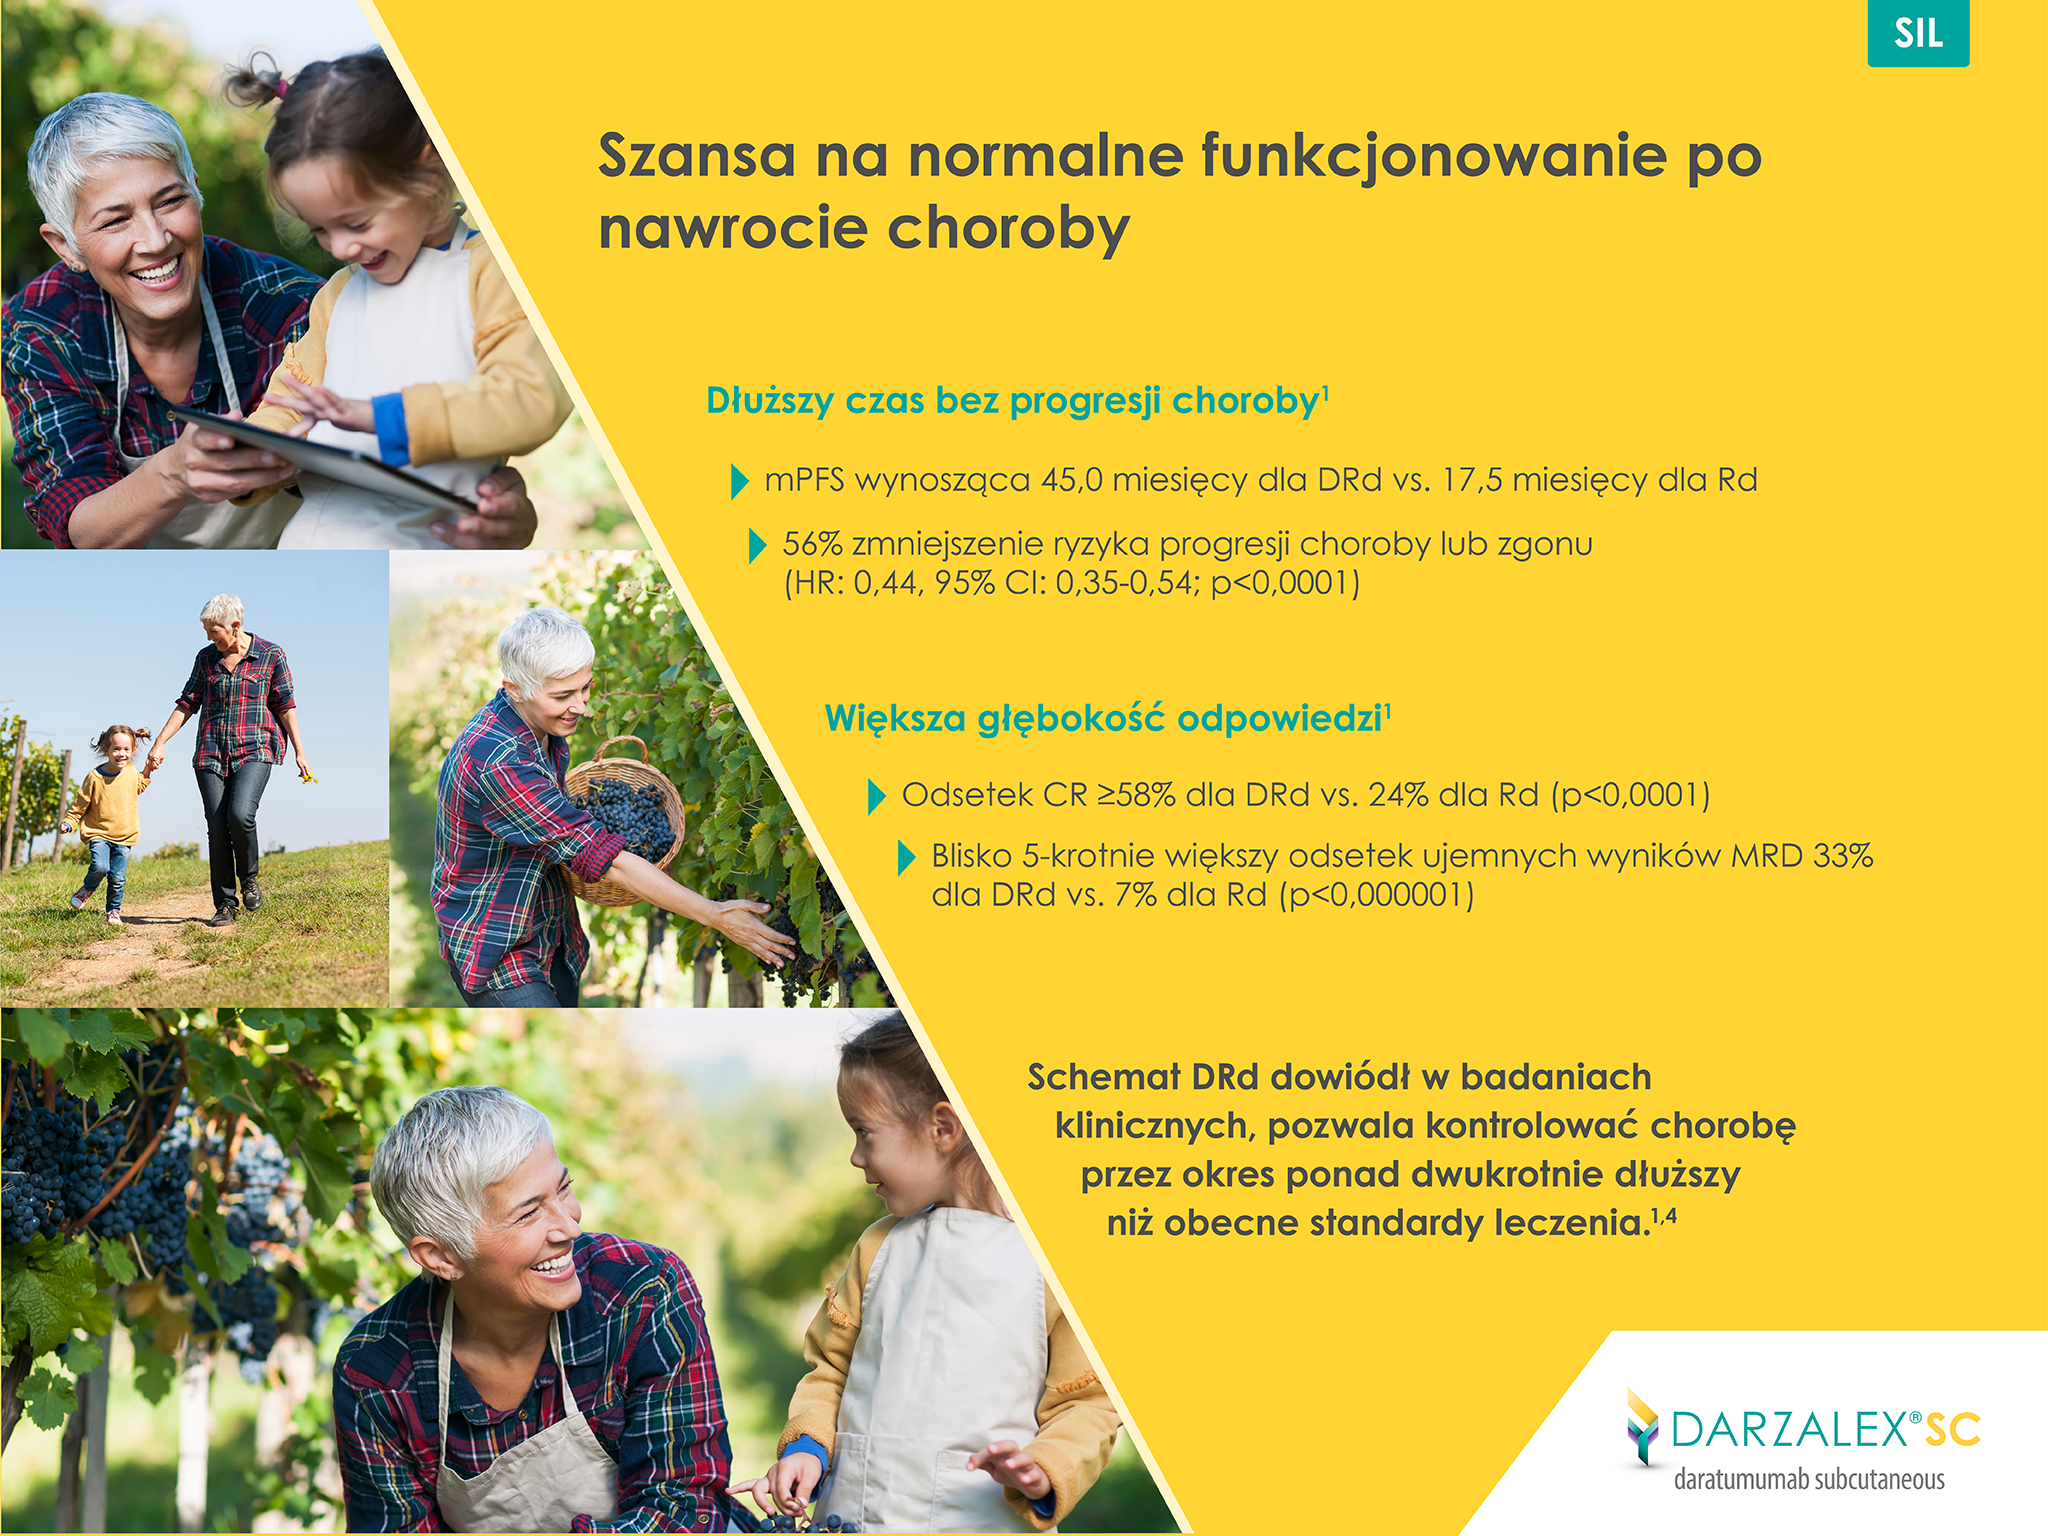 SIL
Szansa na normalne funkcjonowanie po
nawrocie choroby
Dłuższy czas bez progresji choroby¹
mPFS wynosząca 45,0 miesięcy dla DRd vs. 17,5 miesięcy dla Rd
56% zmniejszenie ryzyka progresji choroby lub zgonu
(HR: 0,44, 95% CI: 0,35-0,54; p<0,0001)
Większa głębokość odpowiedzi¹
Odsetek CR ≥58% dla DRd vs. 24% dla Rd (p<0,0001)
Blisko 5-krotnie większy odsetek ujemnych wyników MRD 33%
dla DRd vs. 7% dla Rd (p<0,000001)
Schemat DRd dowiódł w badaniach
klinicznych, pozwala kontrolować chorobę
przez okres ponad dwukrotnie dłuższy
niż obecne standardy leczenia.¹,⁴
DARZALEX® SC
daratumumab subcutaneous